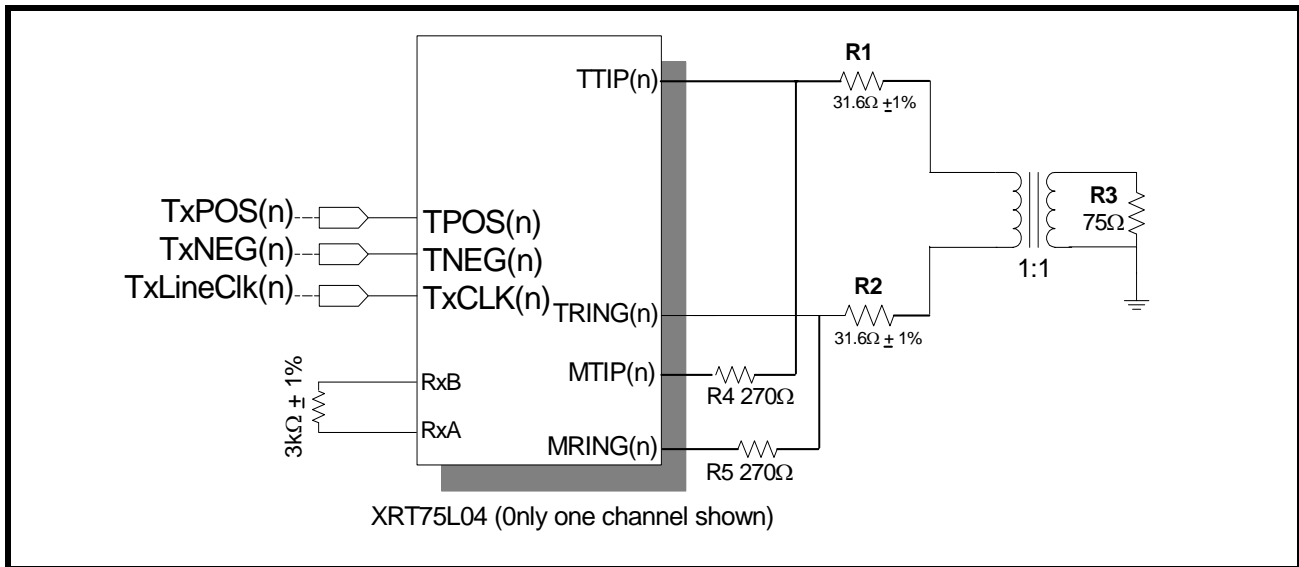 R1
TTIP(n)
31.6Ω ±1%
TxPOS(n)
TPOS(n)
R3
75Ω
TxNEG(n)
TNEG(n)
1:1
TxLineClk(n)
TxCLK(n)
R2
TRING(n)
31.6Ω ± 1%
3kΩ ± 1%
RxB
MTIP(n)
R4 270Ω
RxA
MRING(n)
R5 270Ω
XRT75L04 (0nly one channel shown)